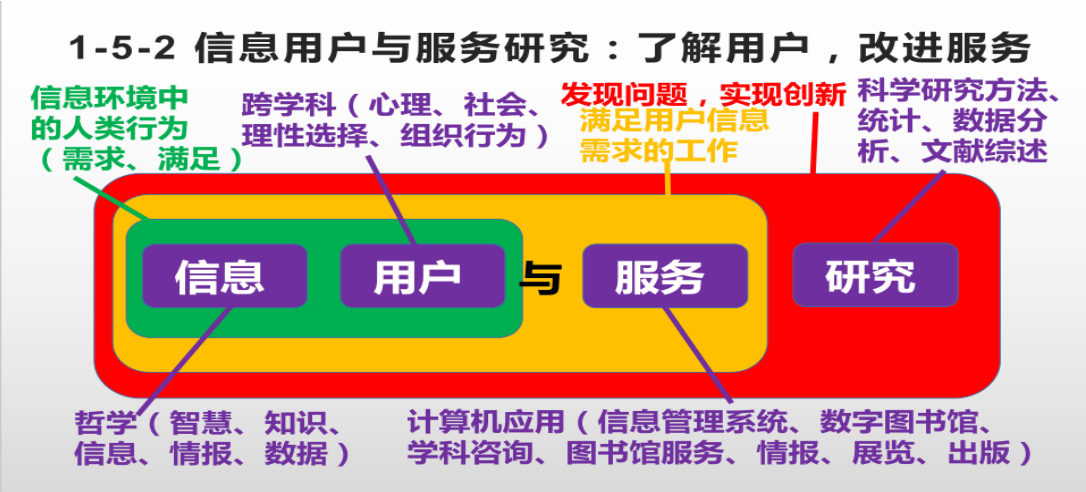 1-5-2 信息用户与服务研究：了解用户，改进服务
信息环境中
的人类行为
（需求、满足）
跨学科（心理、社会、
理性选择、组织行为）
发现问题，实现创新
满足用户信息
需求的工作
科学研究方法、
统计、数据分
析、文献综述
信息
用户
与
服务
研究
哲学（智慧、知识、
信息、情报、数据）
计算机应用（信息管理系统、数字图书馆、
学科咨询、图书馆服务、情报、展览、出版）